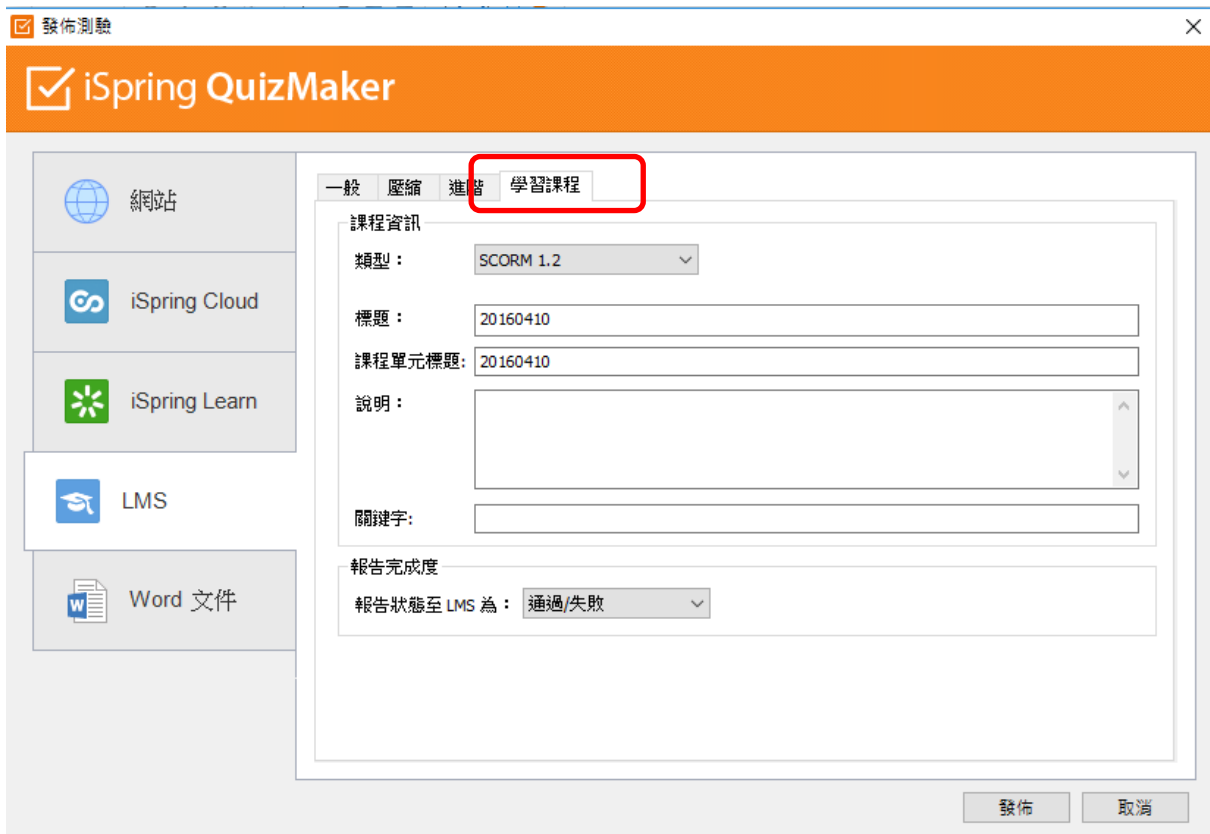 發佈測驗
iSpring QuizMaker
網站
iSpring Cloud
iSpring Learn
LMS
Word 文件
一般 壓縮 進階 學習課程
課程資訊
類型： SCORM 1.2
標題： 20160410
課程單元標題: 20160410
說明：
關鍵字:
報告完成度
報告狀態至 LMS 為： 通過/失敗
發佈 取消